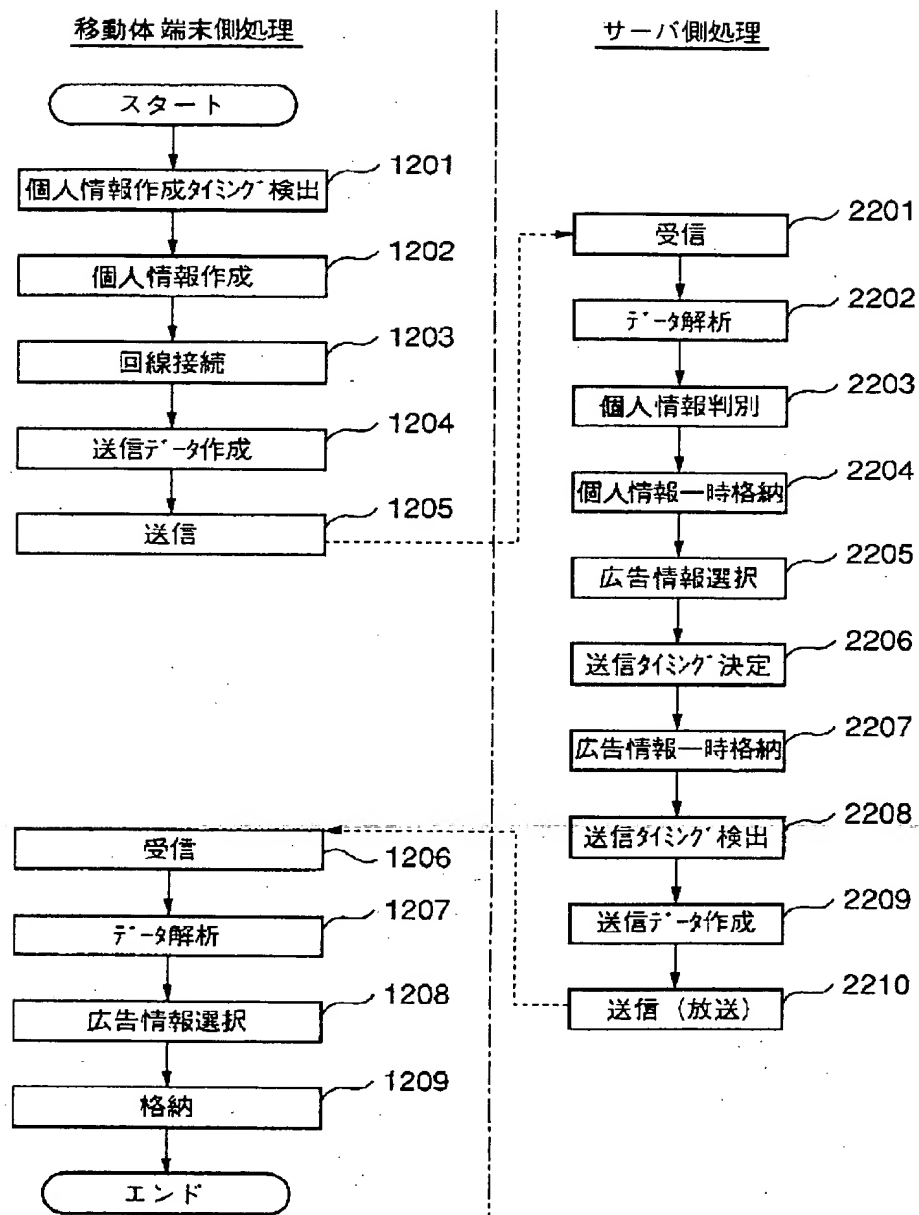 移動体端末側処理
スタート
1201
個人情報作成タイミング検出
1202
個人情報作成
1203
回線接続
1204
送信データ作成
1205
送信
1206
受信
1207
データ解析
1208
広告情報選択
1209
格納
エンド
サーバ側処理
2201
受信
2202
データ解析
2203
個人情報判別
2204
個人情報一時格納
2205
広告情報選択
2206
送信タイミング決定
2207
広告情報一時格納
2208
送信タイミング検出
2209
送信データ作成
2210
送信（放送）